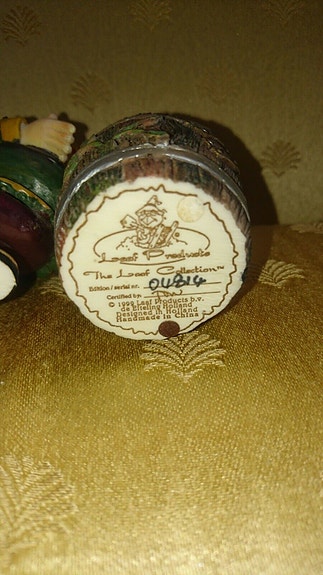 Laaf Products
The Laaf Collection™
Edition / serial nr. 04814
Certified by
© 1999 Laaf Products b.v.
de Efteling Holland
Designed in Holland
Handmade in China